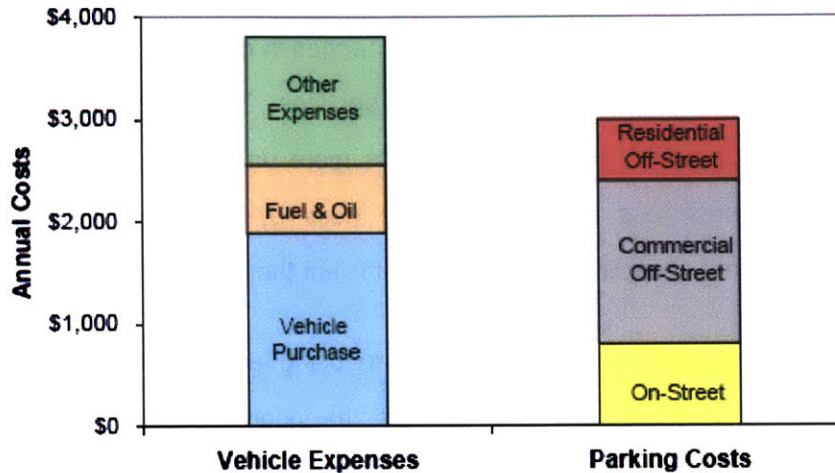 $4,000
$3,000
$2,000
$1,000
$0
Annual Costs
Other
Expenses
Fuel & Oil
Vehicle
Purchase
Residential
Off-Street
Commercial
Off-Street
On-Street
Vehicle Expenses
Parking Costs